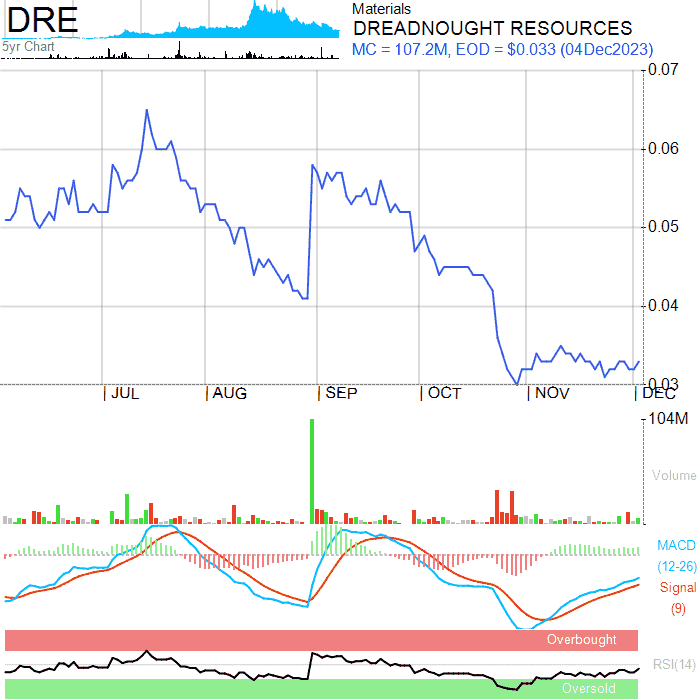 DRE
5yr Chart
Materials
DREADNOUGHT RESOURCES
MC = 107.2M, EOD = $0.033 (04Dec2023)
0.07
0.06
0.05
0.04
0.03
| JUL | AUG | SEP | OCT | NOV | DEC
104M
Volume
MACD
(12-26)
Signal
(9)
Overbought
RSI(14)
Oversold